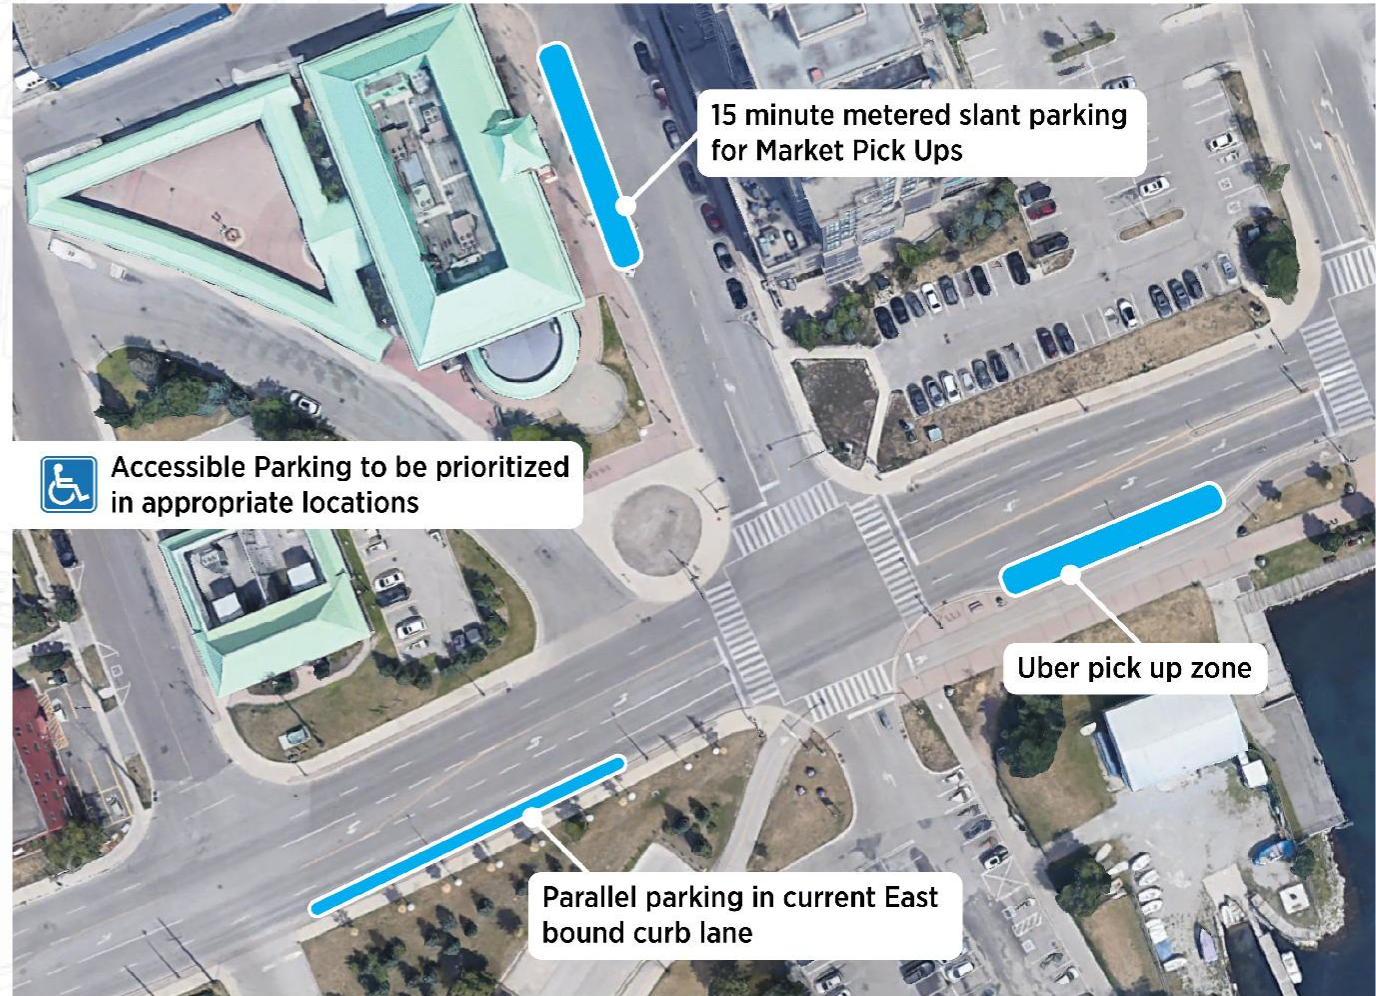 15 minute metered slant parking
for Market Pick Ups
Accessible Parking to be prioritized
in appropriate locations
Uber pick up zone
Parallel parking in current East
bound curb lane